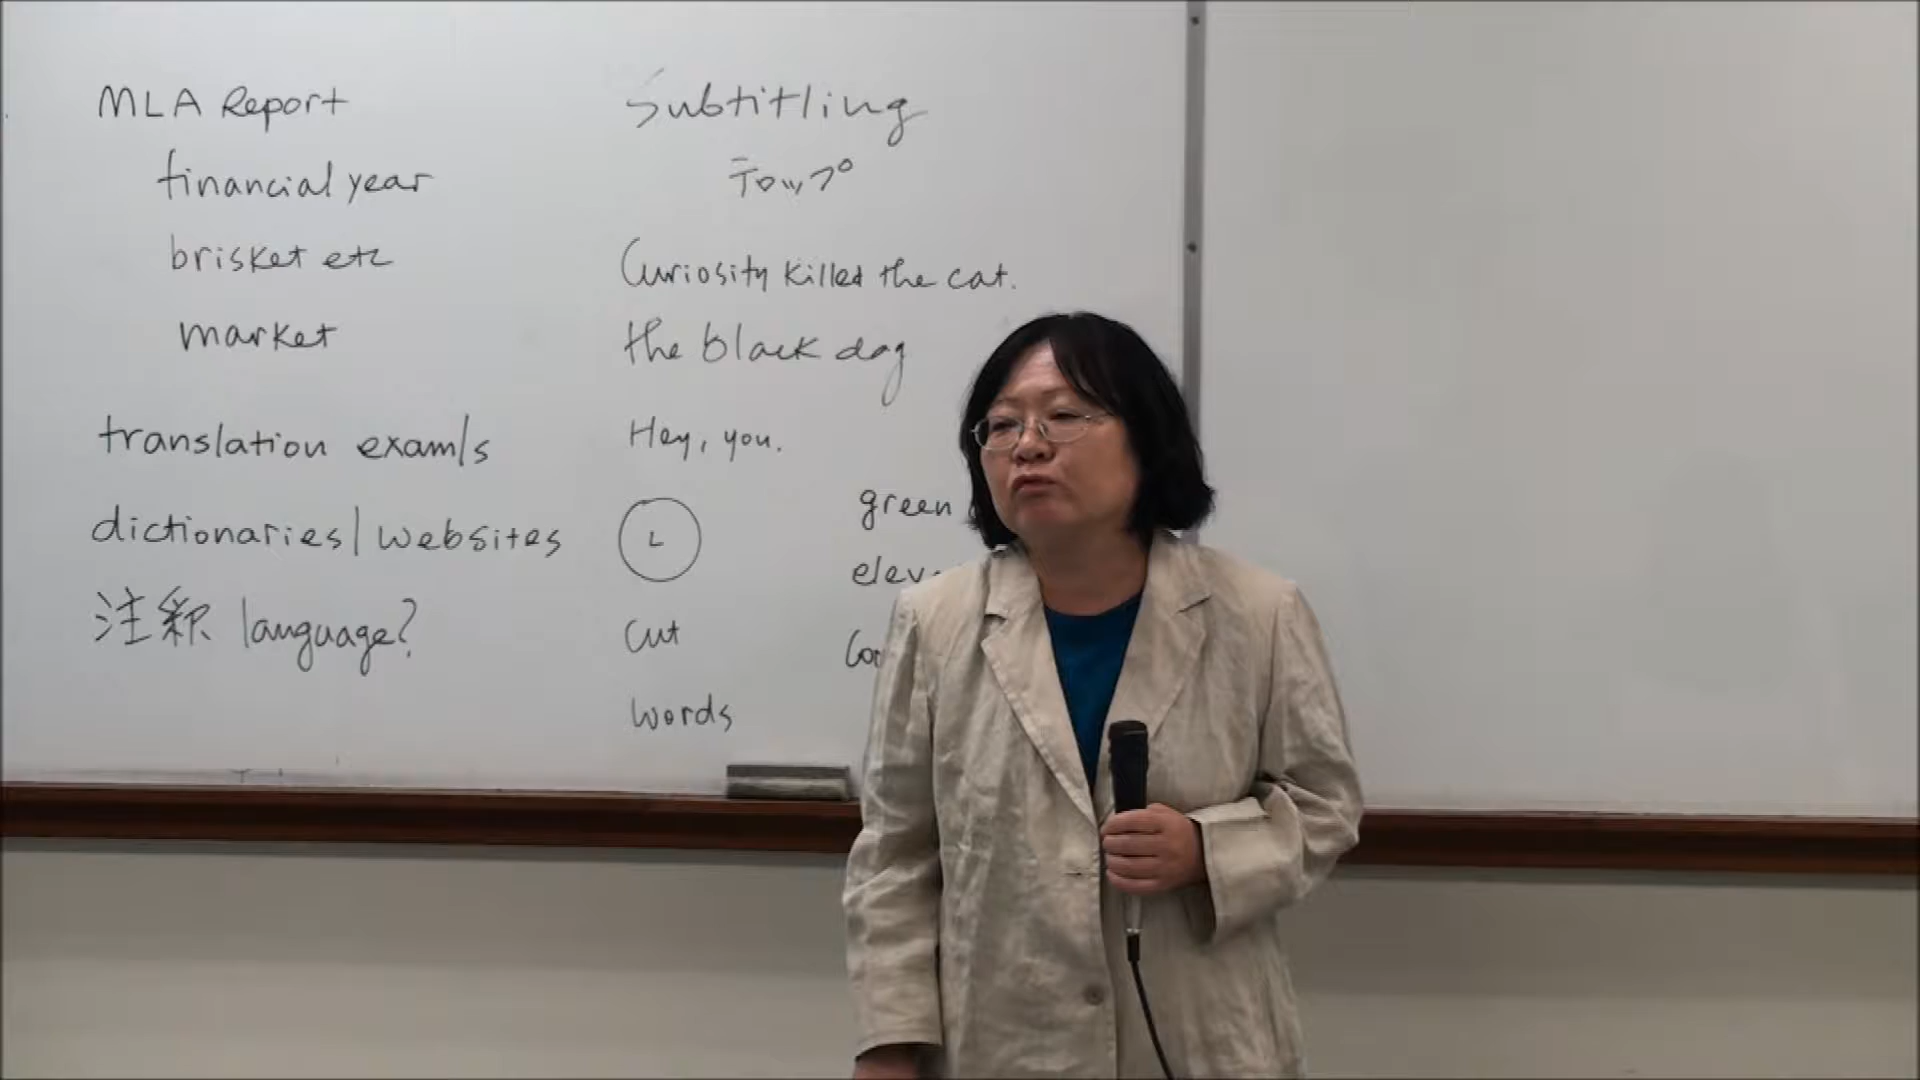 MLA Report
financial year
brisket etc
market
translation exam/s
dictionaries/websites
注釈 language?
Subtitling
テロップ
Curiosity killed the cat.
the black dog
Hey, you.
L
cut
words
green